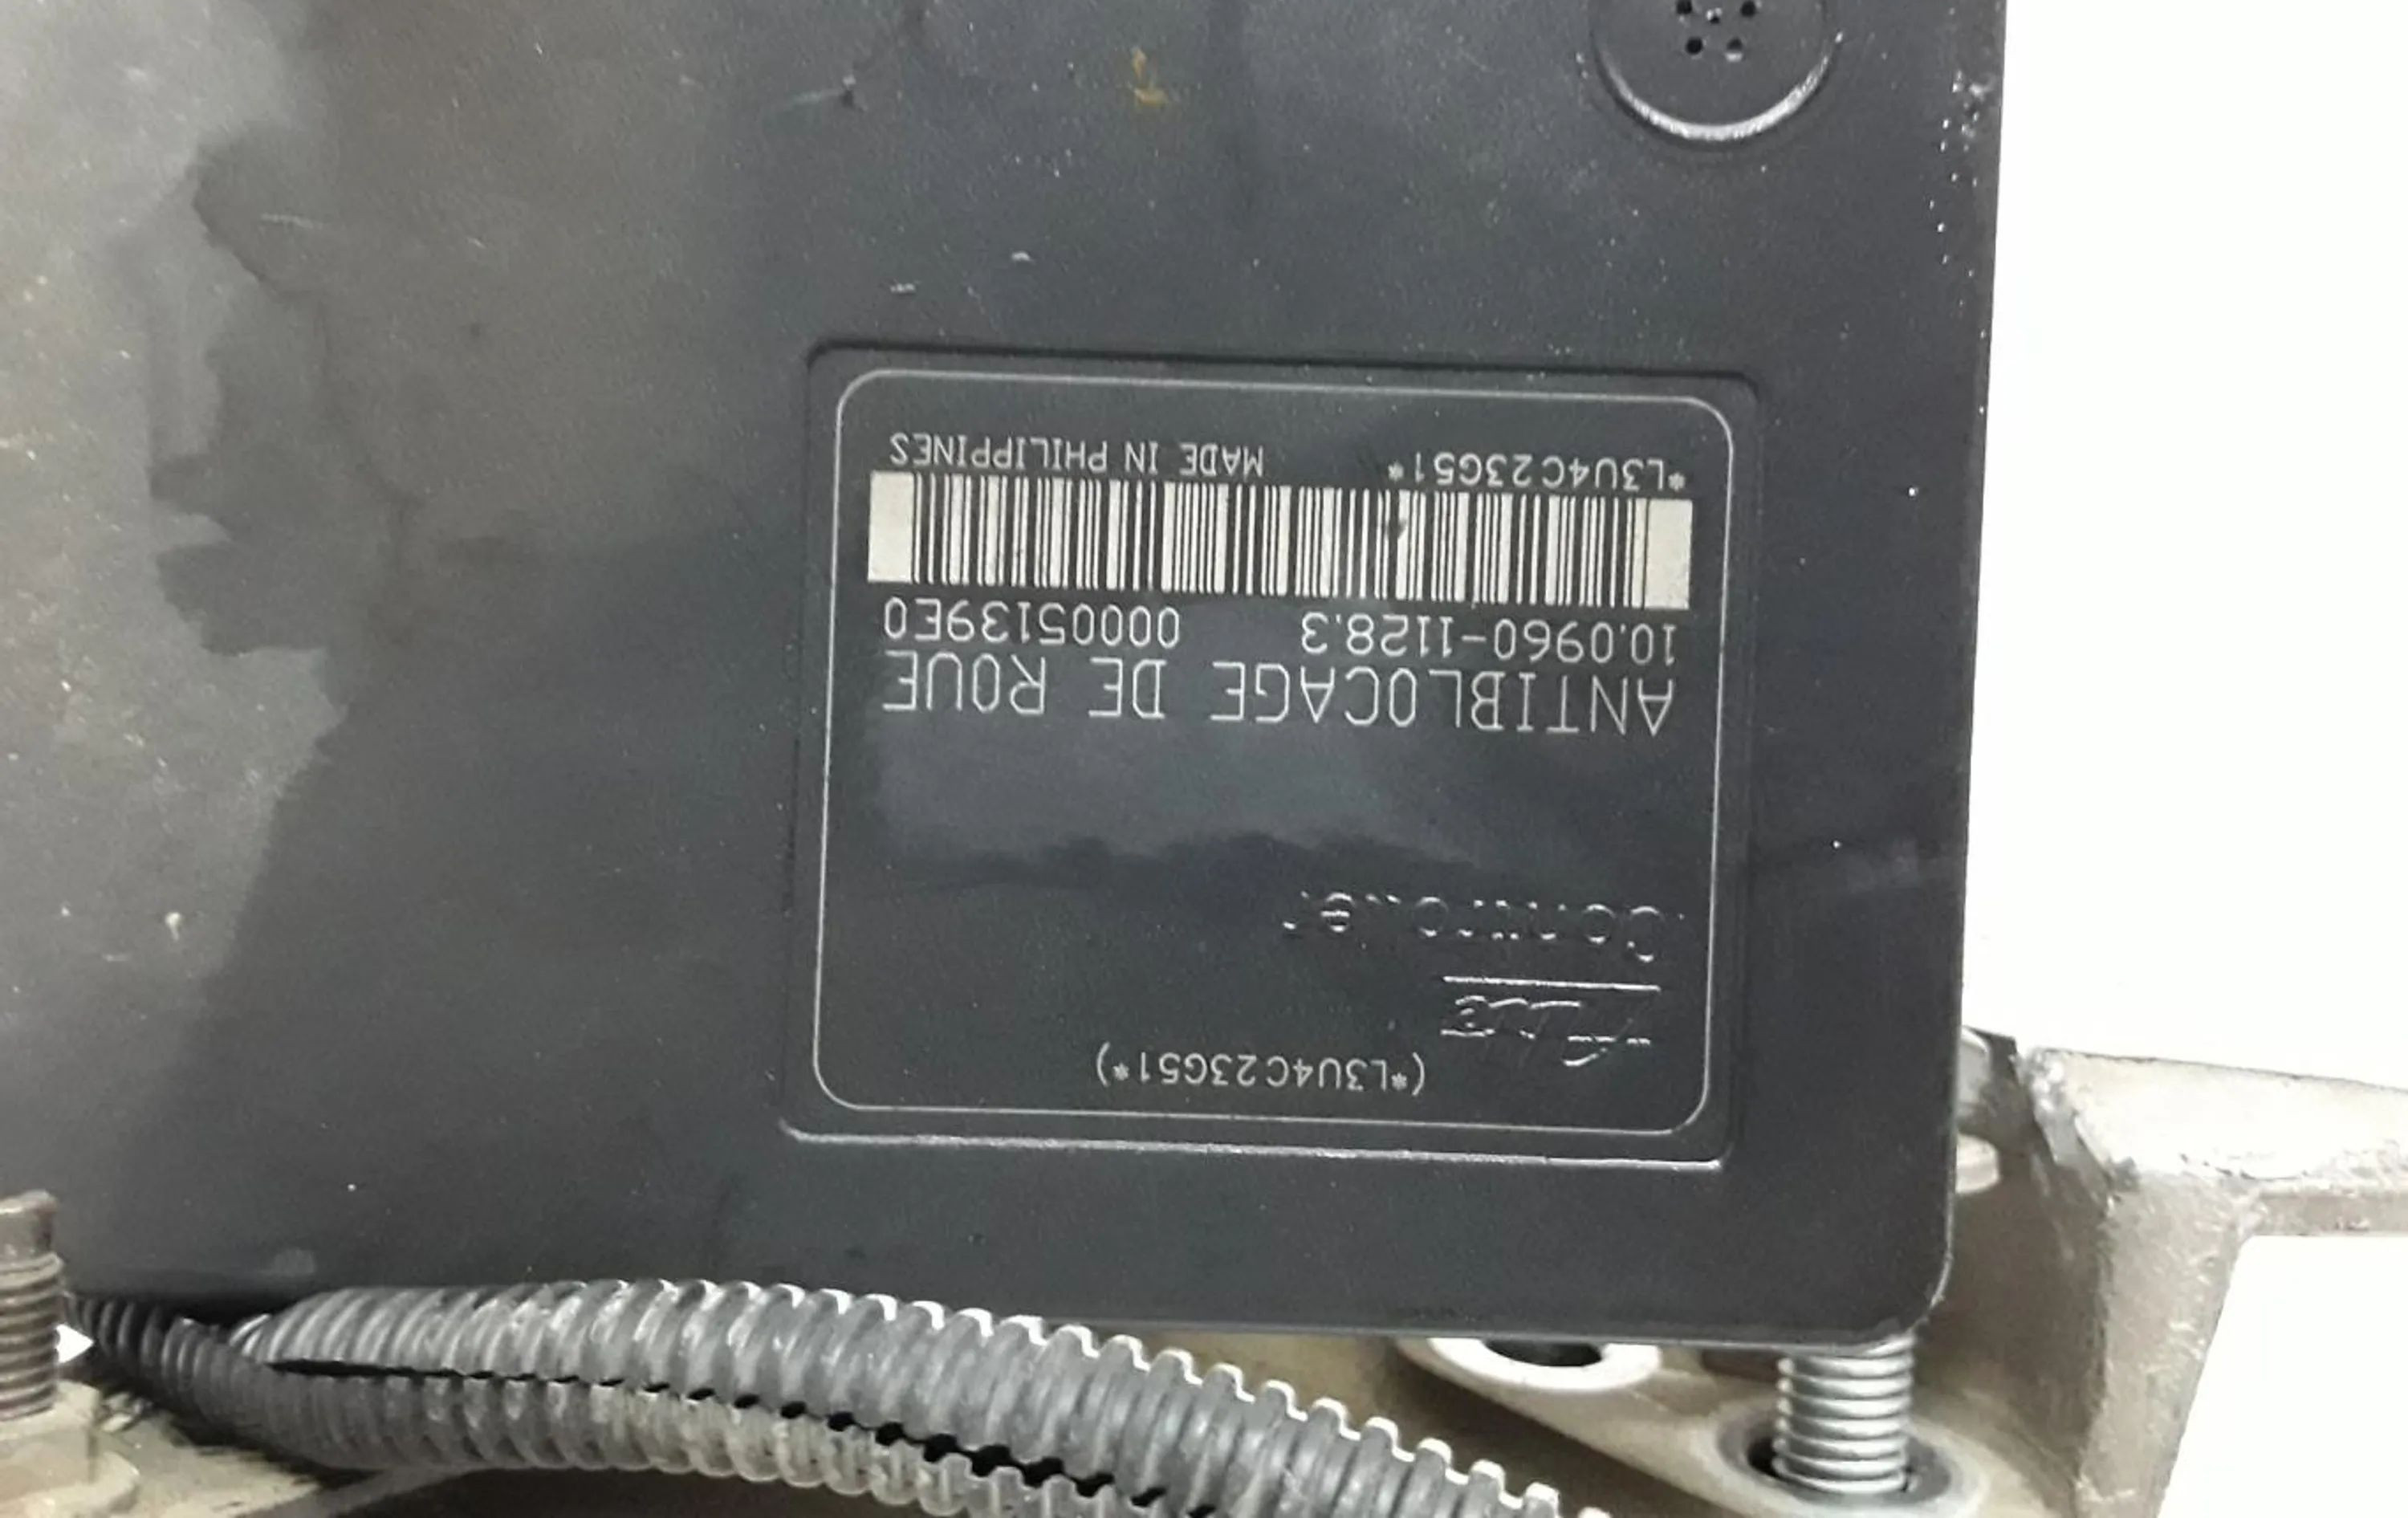 (*L3U4C23G51*)
Controller
ANTIBLOCAGE DE ROUE
10.0960-1128.3 00005139E0
*L3U4C23G51* MADE IN PHILIPPINES